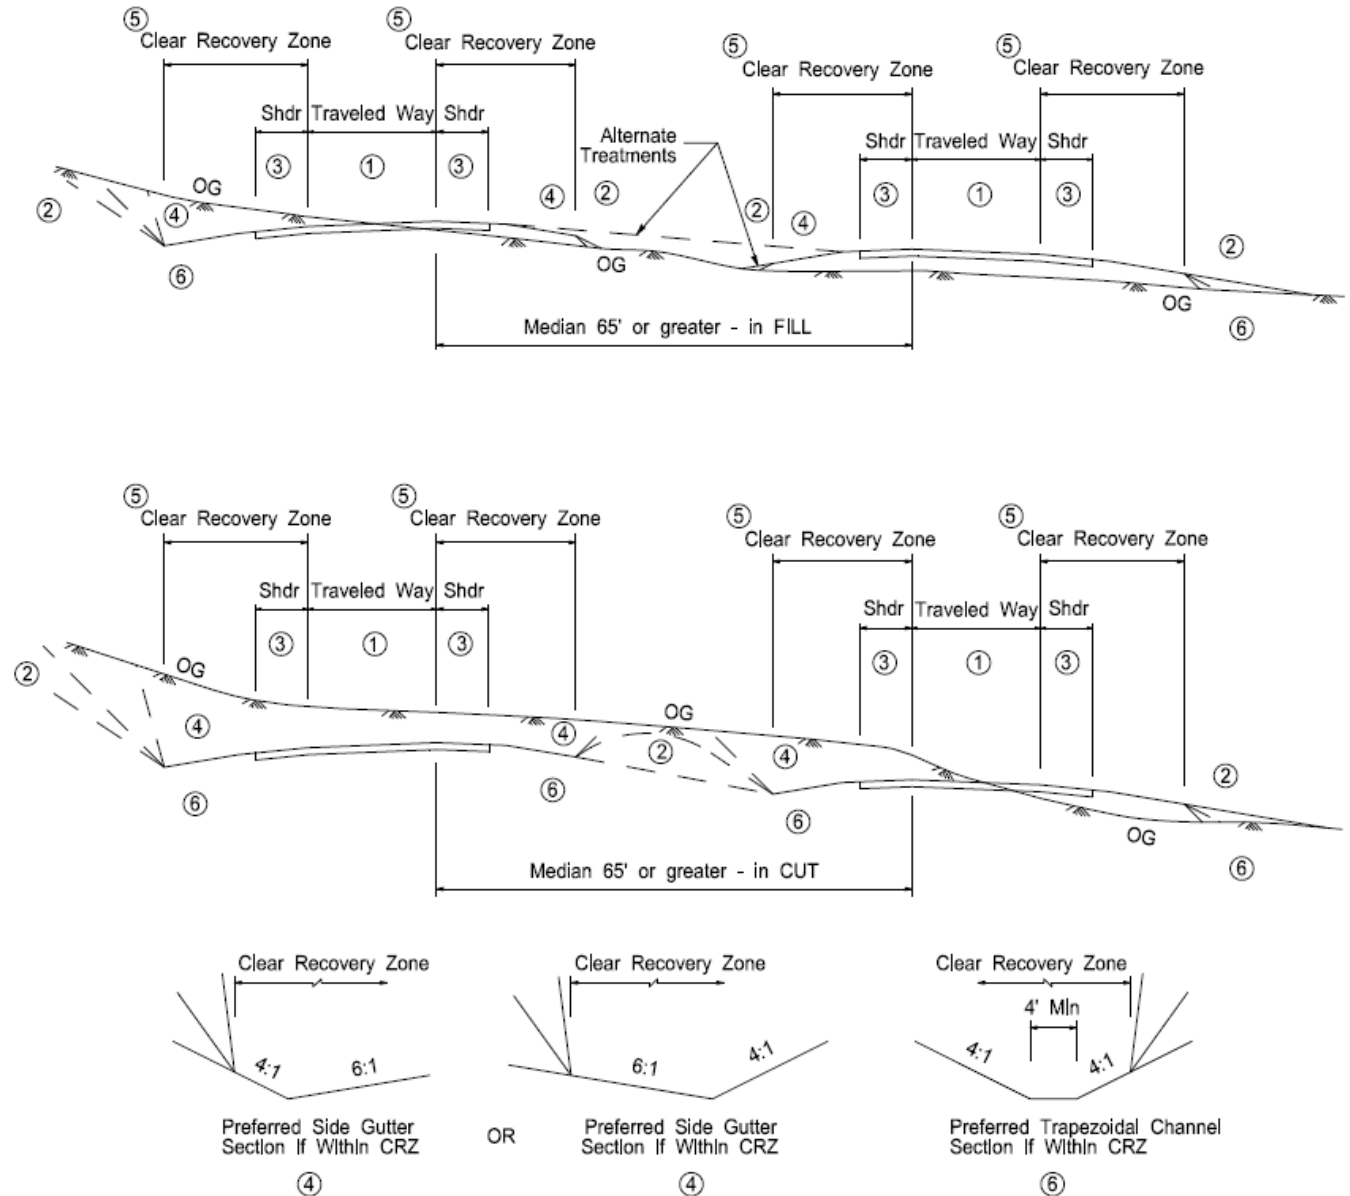 ⑤ ⑤
Clear Recovery Zone Clear Recovery Zone
⑤ ⑤
Clear Recovery Zone Clear Recovery Zone
Shdr Traveled Way Shdr
Alternate
Treatments
Shdr Traveled Way Shdr
③ ① ③
③ ① ③
② ④ OG ④ ② ② ④ ②
⑥ OG OG ⑥
Median 65' or greater - in FILL
⑤ ⑤
Clear Recovery Zone Clear Recovery Zone
⑤ ⑤
Clear Recovery Zone Clear Recovery Zone
Shdr Traveled Way Shdr
Shdr Traveled Way Shdr
③ ① ③
③ ① ③
② OG OG
④ ④ ② ④ ②
⑥ ⑥ ⑥ OG ⑥
Median 65' or greater - in CUT
Clear Recovery Zone
4:1 6:1
Preferred Side Gutter
Section If Within CRZ
④
OR
Clear Recovery Zone
6:1 4:1
Preferred Side Gutter
Section If Within CRZ
④
Clear Recovery Zone
4' Min
4:1 4:1
Preferred Trapezoidal Channel
Section If Within CRZ
⑥